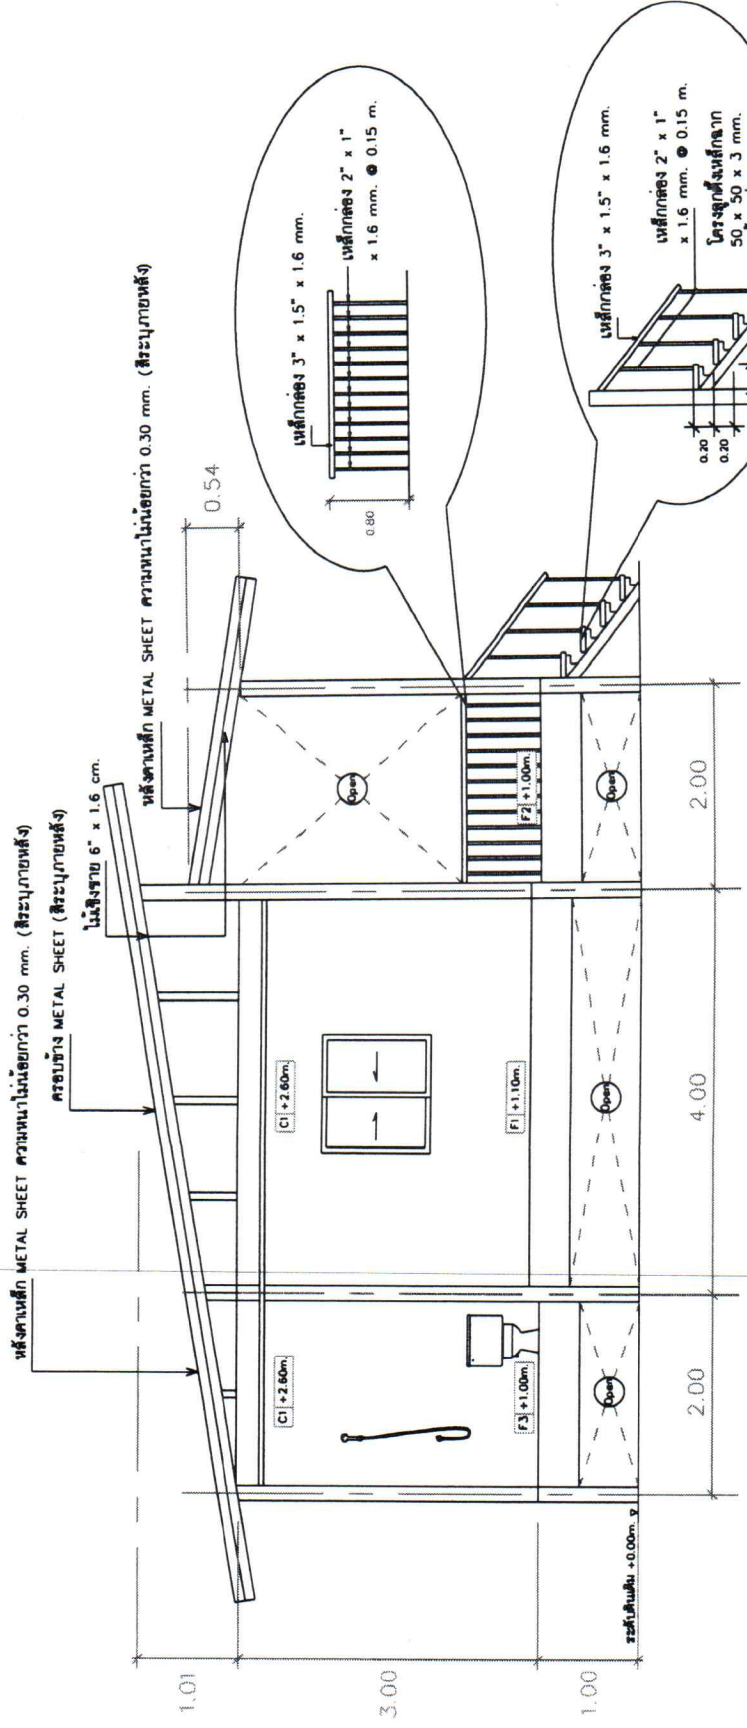 หลังคาเหล็ก METAL SHEET ความหนาไม่น้อยกว่า 0.30 mm. (สีระบุภายหลัง)
ครอบข้าง METAL SHEET (สีระบุภายหลัง)
ไม้เชิงชาย 6" x 1.6 cm.
หลังคาเหล็ก METAL SHEET ความหนาไม่น้อยกว่า 0.30 mm. (สีระบุภายหลัง)
0.54
1.01
3.00
1.00
C1 +2.60m.
C1 +2.60m.
F3 +1.00m.
F1 +1.10m.
F2 +1.00m.
Open
Open
Open
Open
ระดับดินเดิม +0.00m.
2.00
4.00
2.00
เหล็กกล่อง 3" x 1.5" x 1.6 mm.
เหล็กกล่อง 2" x 1"
x 1.6 mm. @ 0.15 m.
0.80
เหล็กกล่อง 3" x 1.5" x 1.6 mm.
เหล็กกล่อง 2" x 1"
x 1.6 mm. @ 0.15 m.
โครงลูกตั้งเหล็กฉาก
50 x 50 x 3 mm.
0.20
0.20